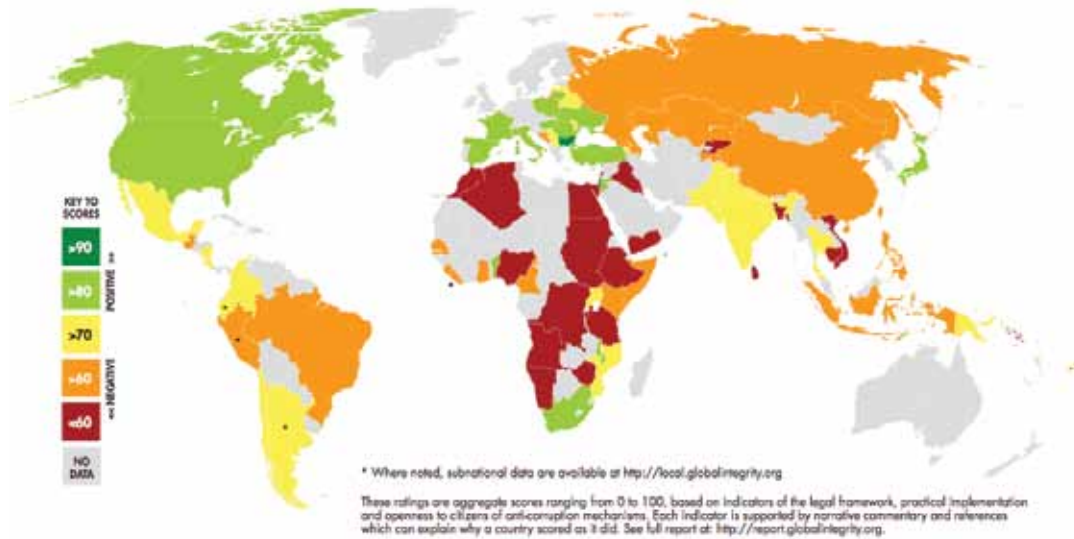 KEY TO
SCORES
>90
>80
>70
>60
<60
NO
DATA
POSITIVE >>
<< NEGATIVE
* Where noted, subnational data are available at http://local.globalintegrity.org
These ratings are aggregate scores ranging from 0 to 100, based on indicators of the legal framework, practical implementation
and openness to citizens of anti-corruption mechanisms. Each indicator is supported by narrative commentary and references
which can explain why a country scored as it did. See full report at: http://report.globalintegrity.org.